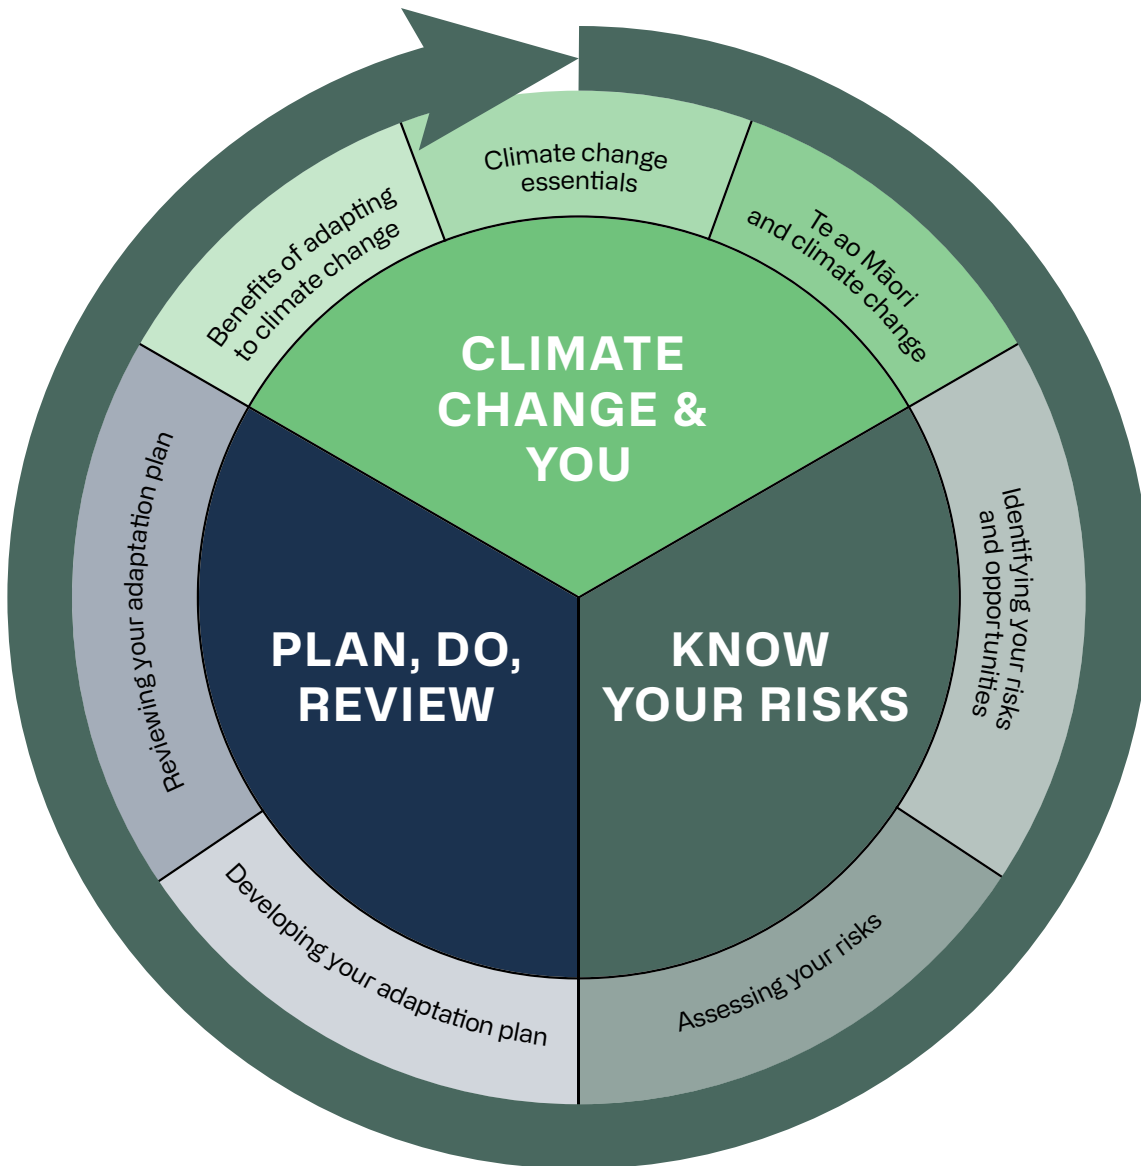 Climate change
essentials
Te ao Māori
and climate change
Benefits of adapting
to climate change
CLIMATE
CHANGE &
YOU
Identifying your risks
and opportunities
KNOW
YOUR RISKS
Assessing your risks
PLAN, DO,
REVIEW
Developing your adaptation plan
Reviewing your adaptation plan